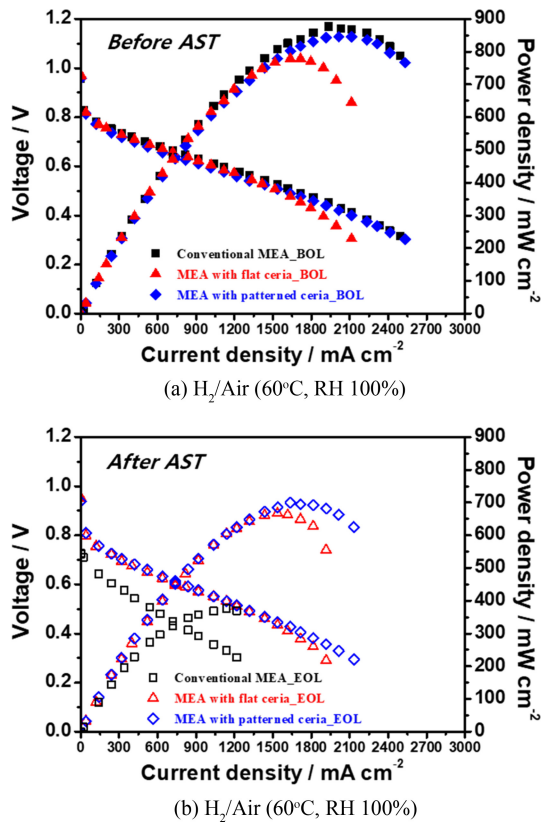 Before AST
Voltage / V
1.2
1.0
0.8
0.6
0.4
0.2
0.0
900
800
700
600
500
400
300
200
100
0
Power density / mW cm-2
Conventional MEA_BOL
MEA with flat ceria_BOL
MEA with patterned ceria_BOL
0 300 600 900 1200 1500 1800 2100 2400 2700 3000
Current density / mA cm-2
(a) H2/Air (60oC, RH 100%)
After AST
Voltage / V
1.2
1.0
0.8
0.6
0.4
0.2
0.0
900
800
700
600
500
400
300
200
100
0
Power density / mW cm-2
Conventional MEA_EOL
MEA with flat ceria_EOL
MEA with patterned ceria_EOL
0 300 600 900 1200 1500 1800 2100 2400 2700 3000
Current density / mA cm-2
(b) H2/Air (60oC, RH 100%)